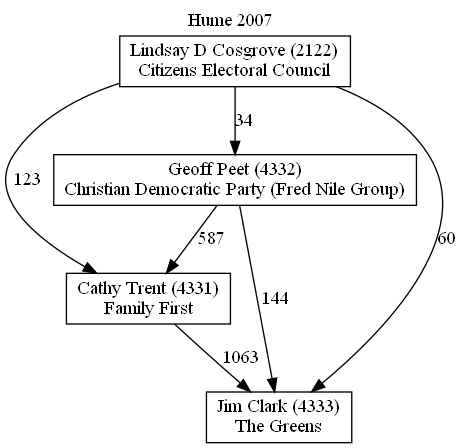 Hume 2007
Lindsay D Cosgrove (2122)
Citizens Electoral Council
34
Geoff Peet (4332)
Christian Democratic Party (Fred Nile Group)
123
587
60
Cathy Trent (4331)
Family First
144
1063
Jim Clark (4333)
The Greens